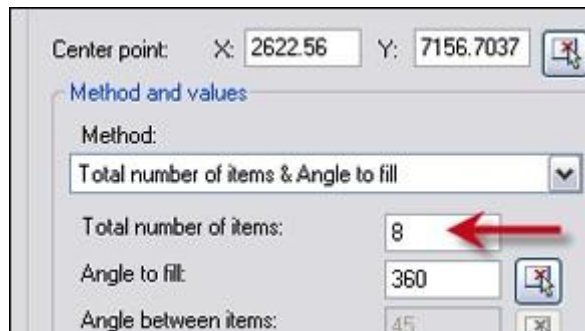 Center point: X: 2622.56 Y: 7156.7037
Method and values
Method:
Total number of items & Angle to fill
Total number of items: 8
Angle to fill: 360
Angle between items: 45